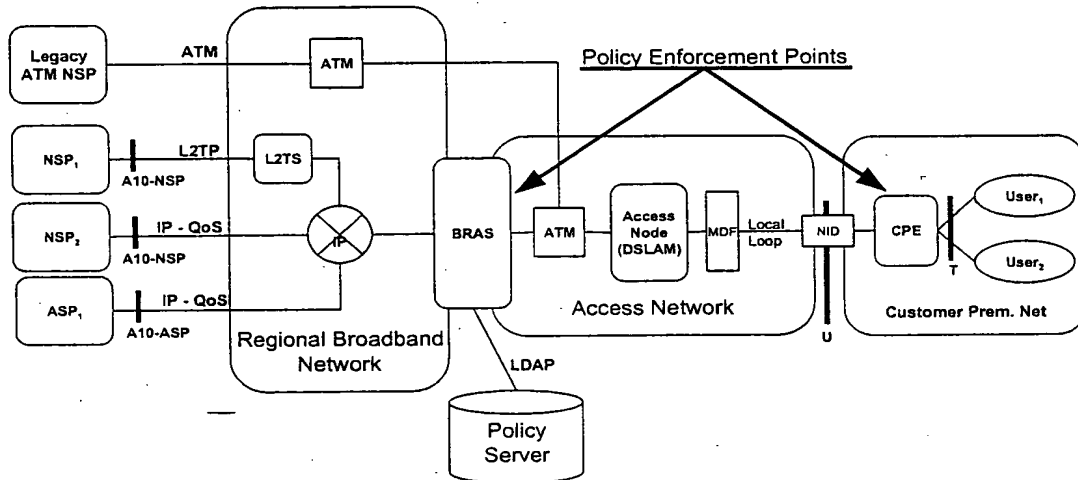 Legacy
ATM NSP
ATM
ATM
Policy Enforcement Points
NSP1
L2TP
A10-NSP
L2TS
NSP2
IP - QoS
A10-NSP
IP
ASP1
IP - QoS
A10-ASP
Regional Broadband
Network
BRAS
ATM
Access
Node
(DSLAM)
MDF
Local
Loop
Access Network
NID
U
CPE
T
User1
User2
Customer Prem. Net
LDAP
Policy
Server